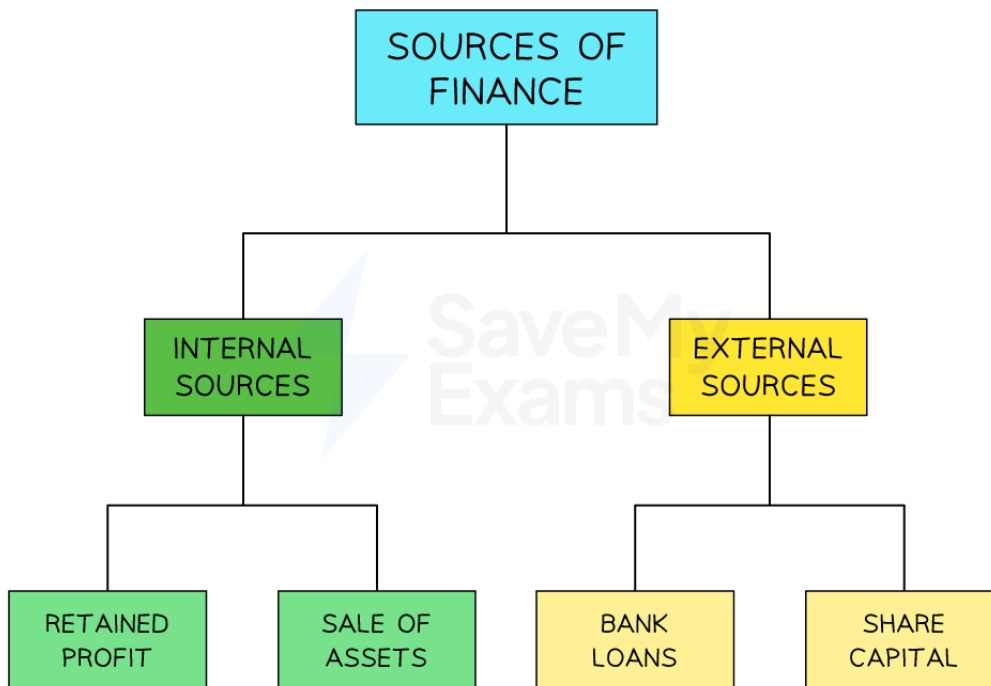 SOURCES OF
FINANCE
INTERNAL
SOURCES
EXTERNAL
SOURCES
SaveMy
Exams
RETAINED
PROFIT
SALE OF
ASSETS
BANK
LOANS
SHARE
CAPITAL